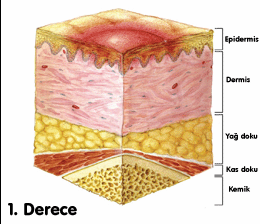 Epidermis
Dermis
Yağ doku
Kas doku
Kemik
1. Derece